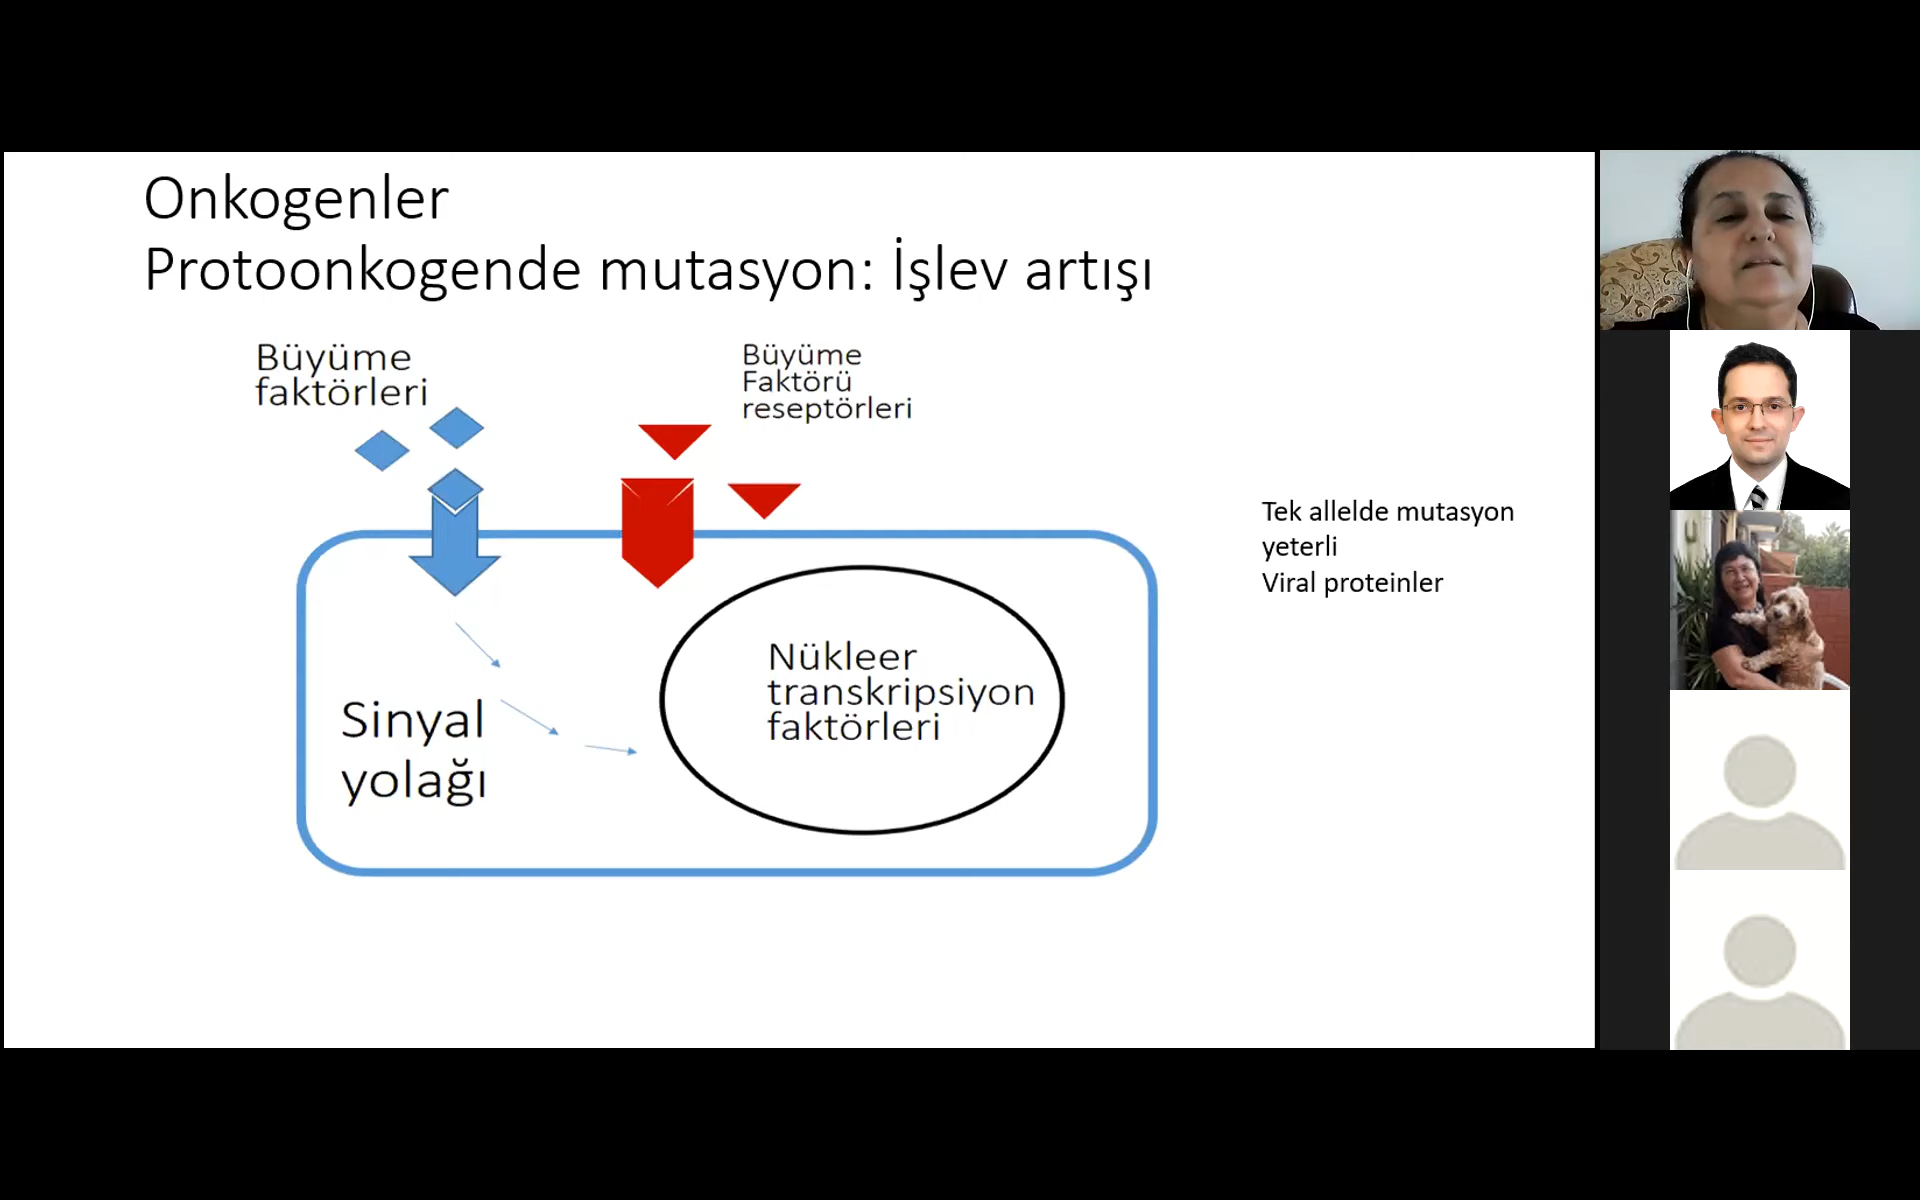 Onkogenler
Protoonkogende mutasyon: İşlev artışı
Büyüme
faktörleri
Büyüme
Faktörü
reseptörleri
Tek allelde mutasyon
yeterli
Viral proteinler
Nükleer
transkripsiyon
faktörleri
Sinyal
yolağı